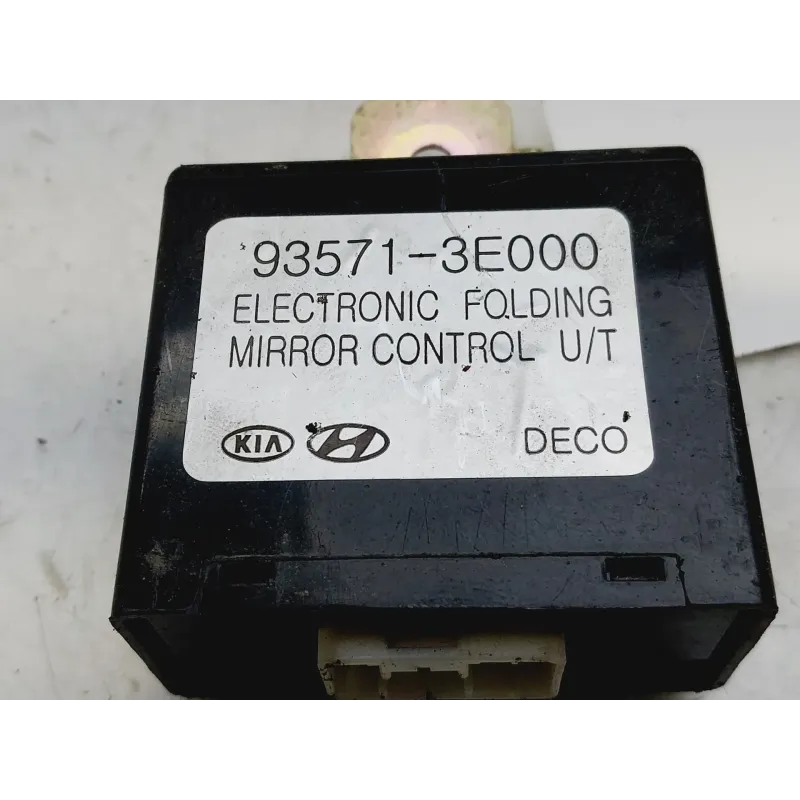 93571-3E000
ELECTRONIC FOLDING
MIRROR CONTROL U/T
KIA DECO